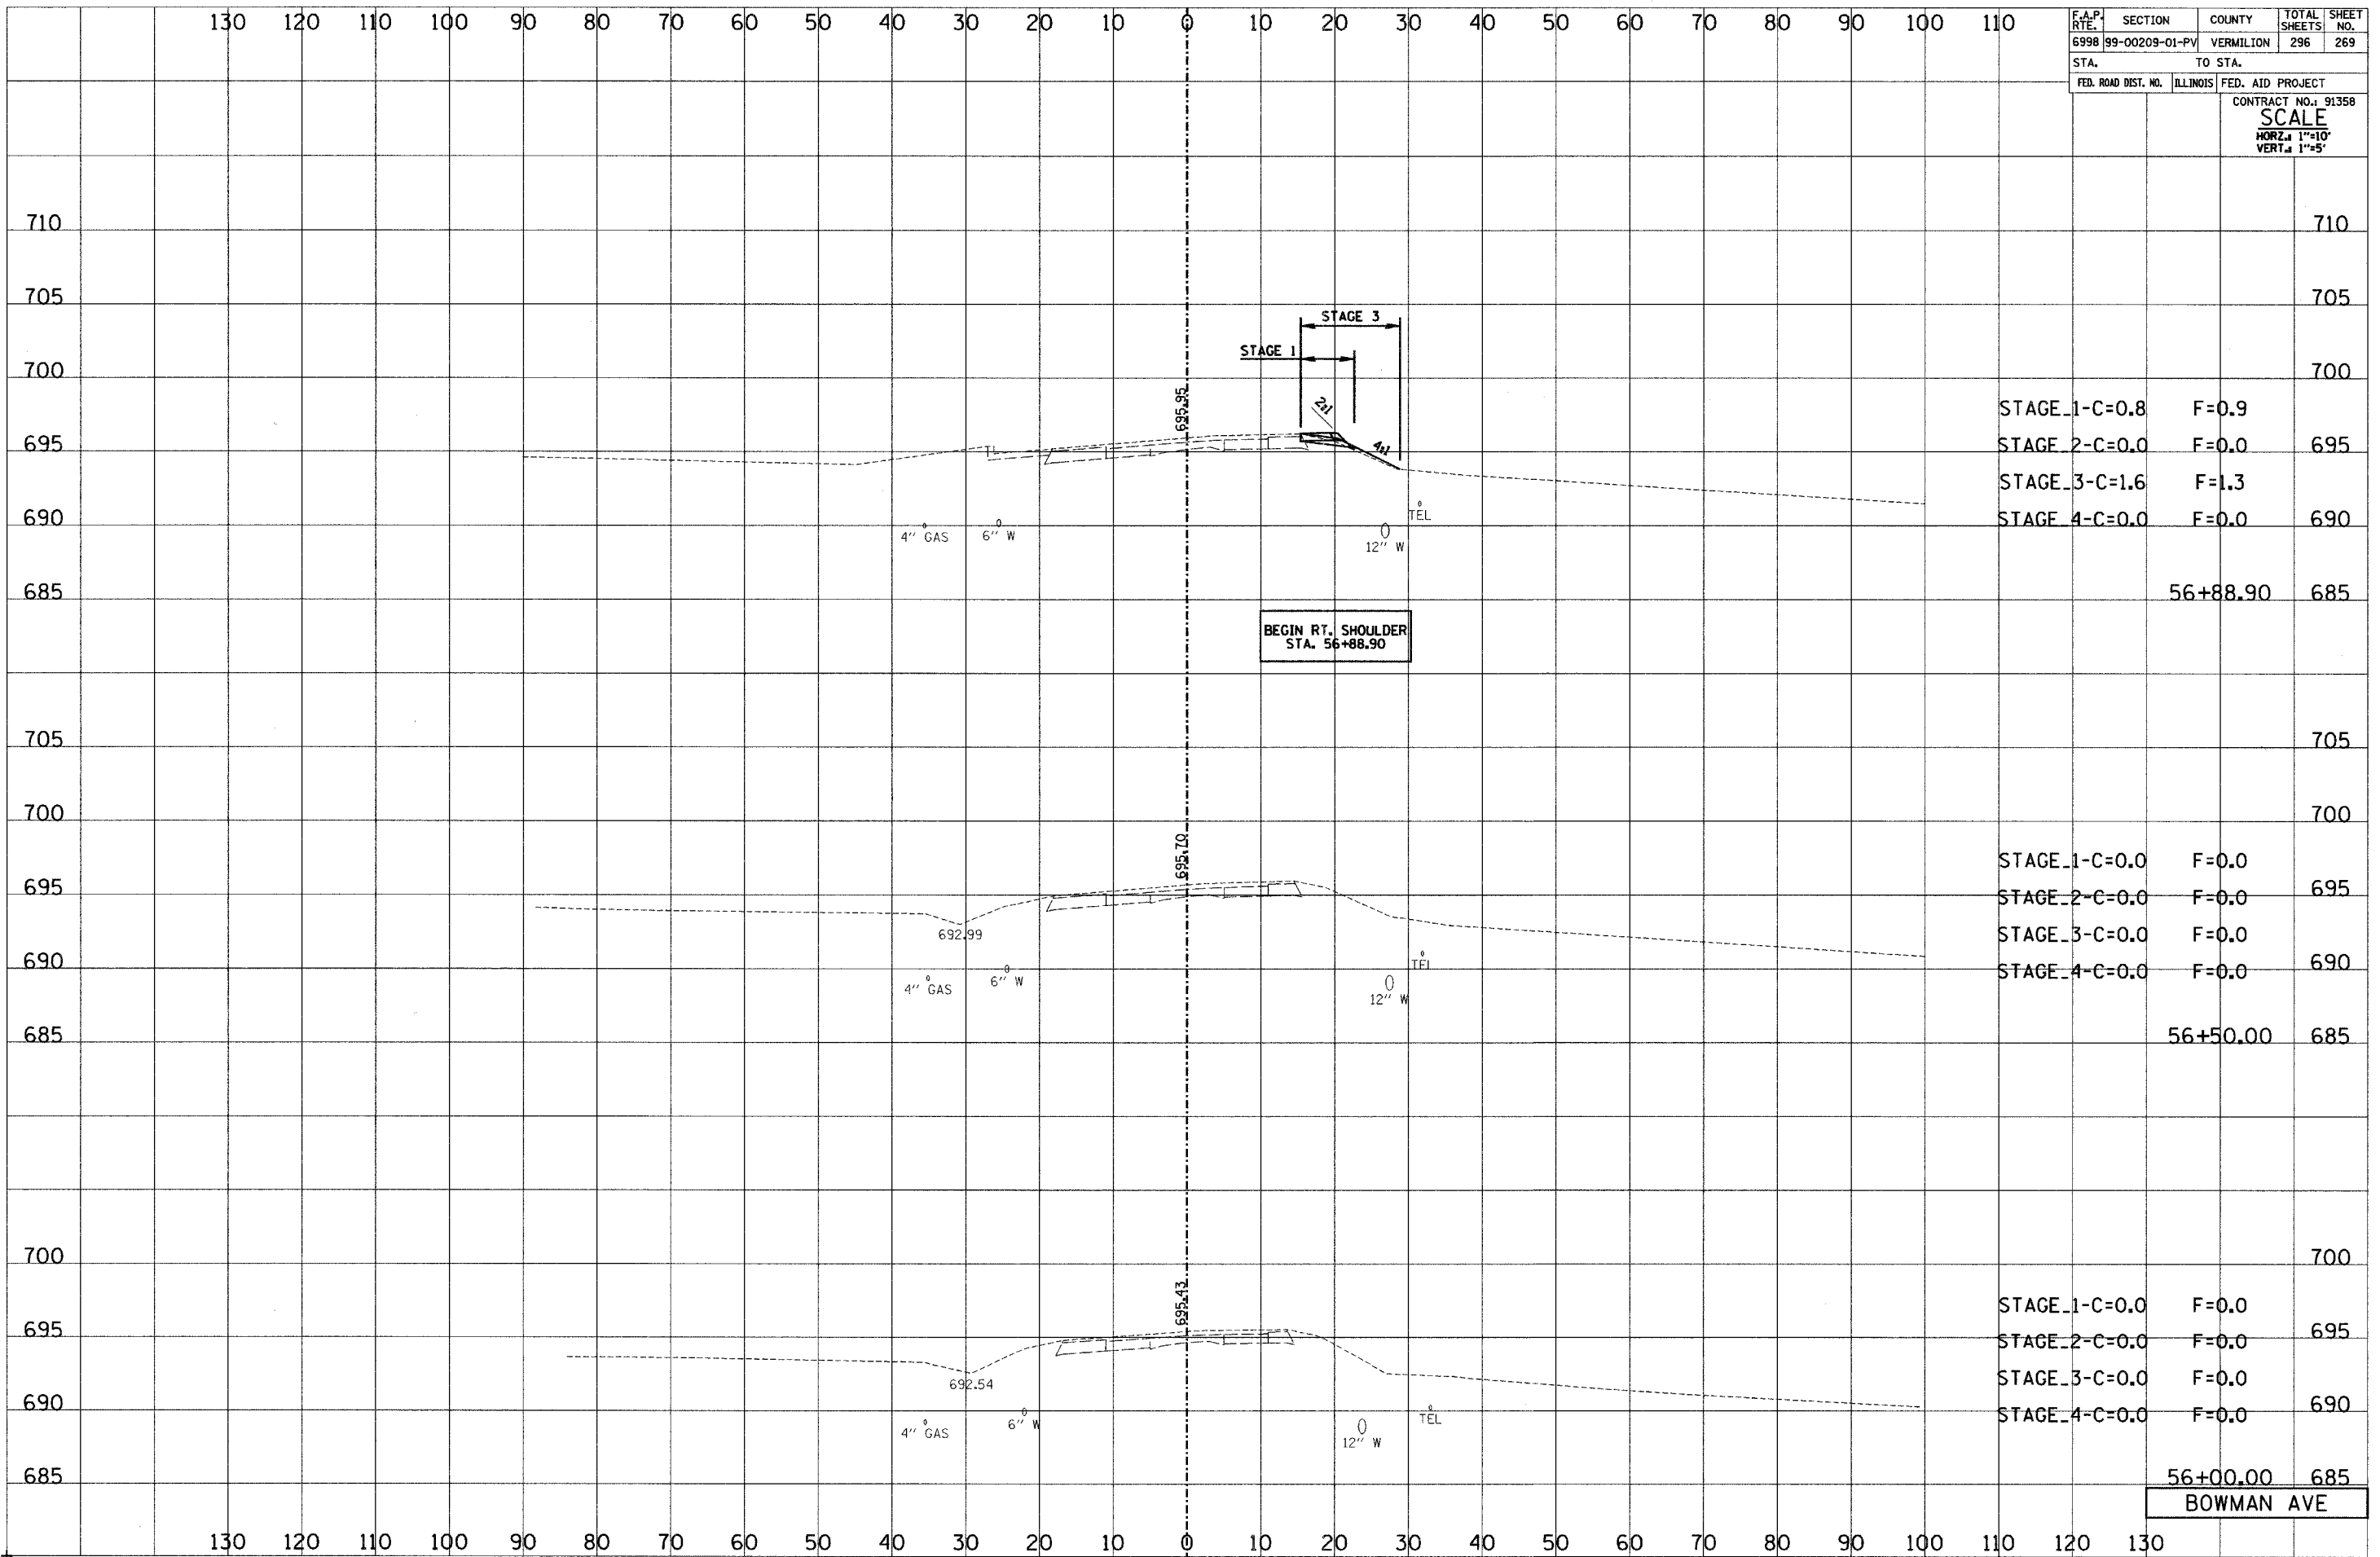 130 120 110 100 90 80 70 60 50 40 30 20 10 0 10 20 30 40 50 60 70 80 90 100 110
F.A.P. RTE. SECTION COUNTY TOTAL SHEETS SHEET NO.
6998 99-00209-01-PV VERMILION 296 269
STA. TO STA.
FED. ROAD DIST. NO. ILLINOIS FED. AID PROJECT
CONTRACT NO.: 91358
SCALE
HORZ.: 1"=10'
VERT.: 1"=5'
710 710
705 705
STAGE 3
STAGE 1
700 700
695.95
2:1
STAGE_1-C=0.8 F=0.9
695 TL 4:1 STAGE_2-C=0.0 F=0.0 695
STAGE_3-C=1.6 F=1.3
TEL
690 STAGE_4-C=0.0 F=0.0 690
4" GAS 6" W 12" W
685 56+88.90 685
BEGIN RT. SHOULDER
STA. 56+88.90
705 705
700 700
695.70
STAGE_1-C=0.0 F=0.0
695 STAGE_2-C=0.0 F=0.0 695
692.99 STAGE_3-C=0.0 F=0.0
690 TEL STAGE_4-C=0.0 F=0.0 690
4" GAS 6" W 12" W
685 56+50.00 685
700 700
695.43
STAGE_1-C=0.0 F=0.0
695 STAGE_2-C=0.0 F=0.0 695
692.54 STAGE_3-C=0.0 F=0.0
690 STAGE_4-C=0.0 F=0.0 690
4" GAS 6" W 12" W TEL
685 56+00.00 685
BOWMAN AVE
130 120 110 100 90 80 70 60 50 40 30 20 10 0 10 20 30 40 50 60 70 80 90 100 110 120 130